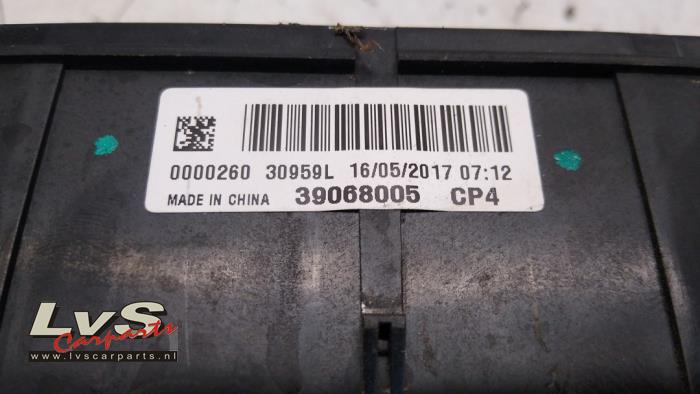 0000260 30959L 16/05/2017 07:12
MADE IN CHINA 39068005 CP4
LvS
Carparts
www.lvscarparts.nl